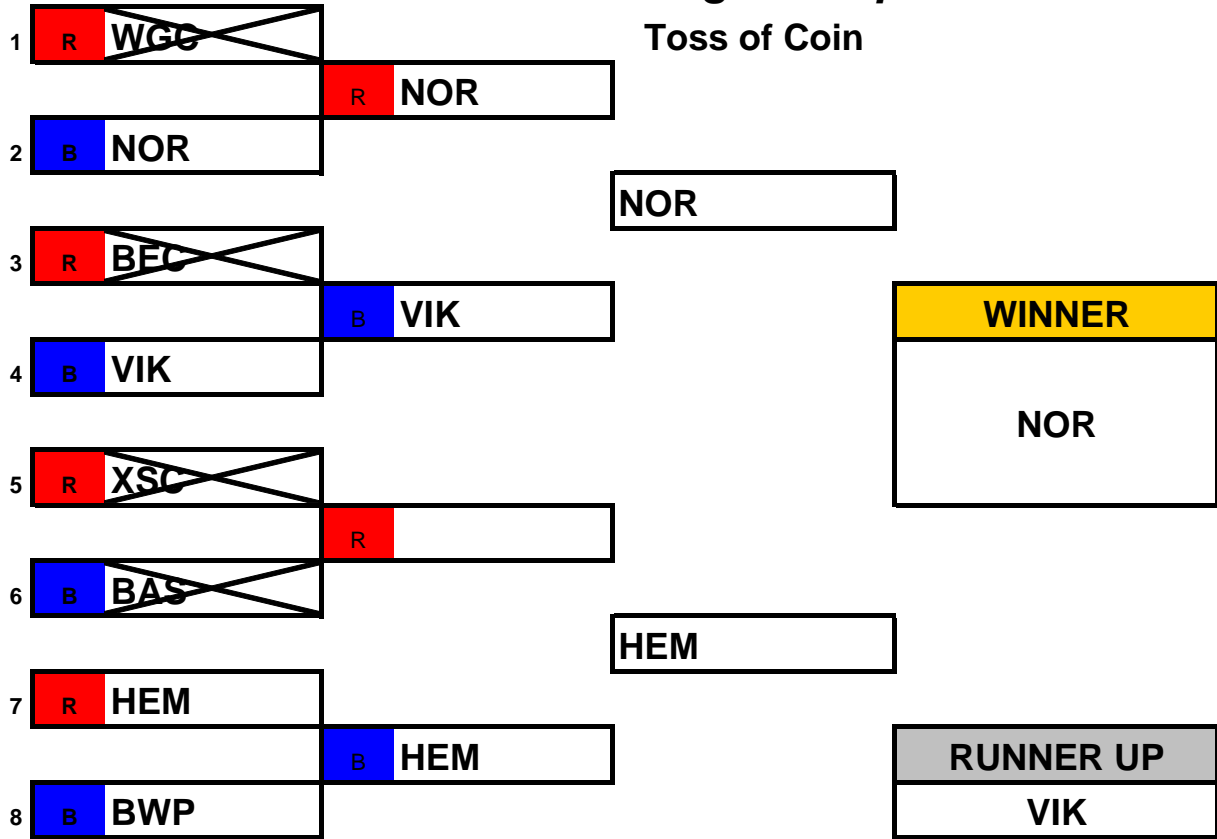 Toss of Coin
1 R WGC
R NOR
2 B NOR
NOR
3 R BEC
B VIK
4 B VIK
WINNER
NOR
5 R XSC
R
6 B BAS
HEM
7 R HEM
B HEM
8 B BWP
RUNNER UP
VIK